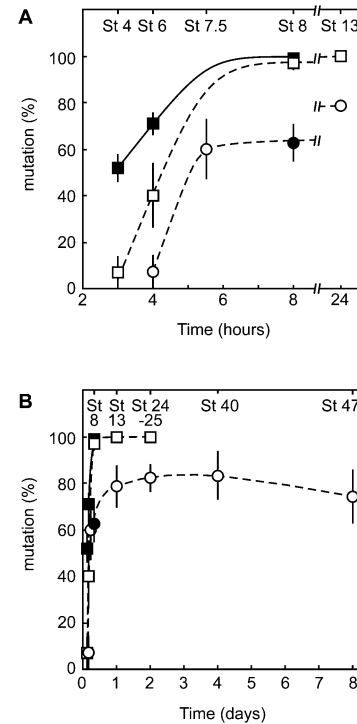 A
St 4 St 6 St 7.5 St 8 St 13
mutation (%)
100
80
60
40
20
0
2 4 6 8 24
Time (hours)
B
St St St 24 St 40 St 47
8 13 -25
mutation (%)
100
80
60
40
20
0
0 1 2 3 4 5 6 7 8
Time (days)